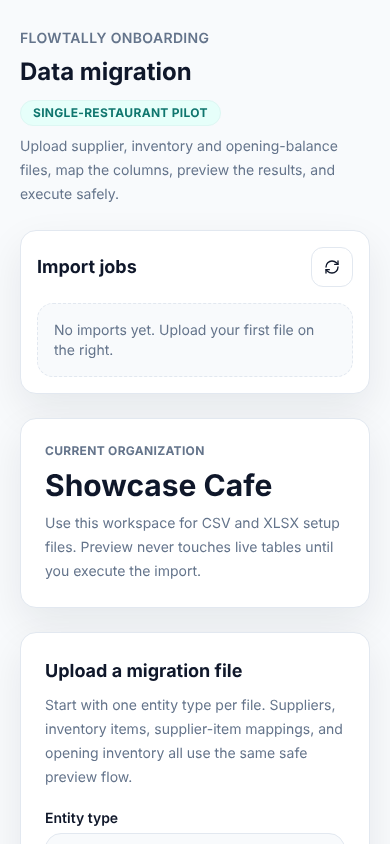 FLOWTALLY ONBOARDING
Data migration
SINGLE-RESTAURANT PILOT
Upload supplier, inventory and opening-balance
files, map the columns, preview the results, and
execute safely.
Import jobs
No imports yet. Upload your first file on
the right.
CURRENT ORGANIZATION
Showcase Cafe
Use this workspace for CSV and XLSX setup
files. Preview never touches live tables until
you execute the import.
Upload a migration file
Start with one entity type per file. Suppliers,
inventory items, supplier-item mappings, and
opening inventory all use the same safe
preview flow.
Entity type